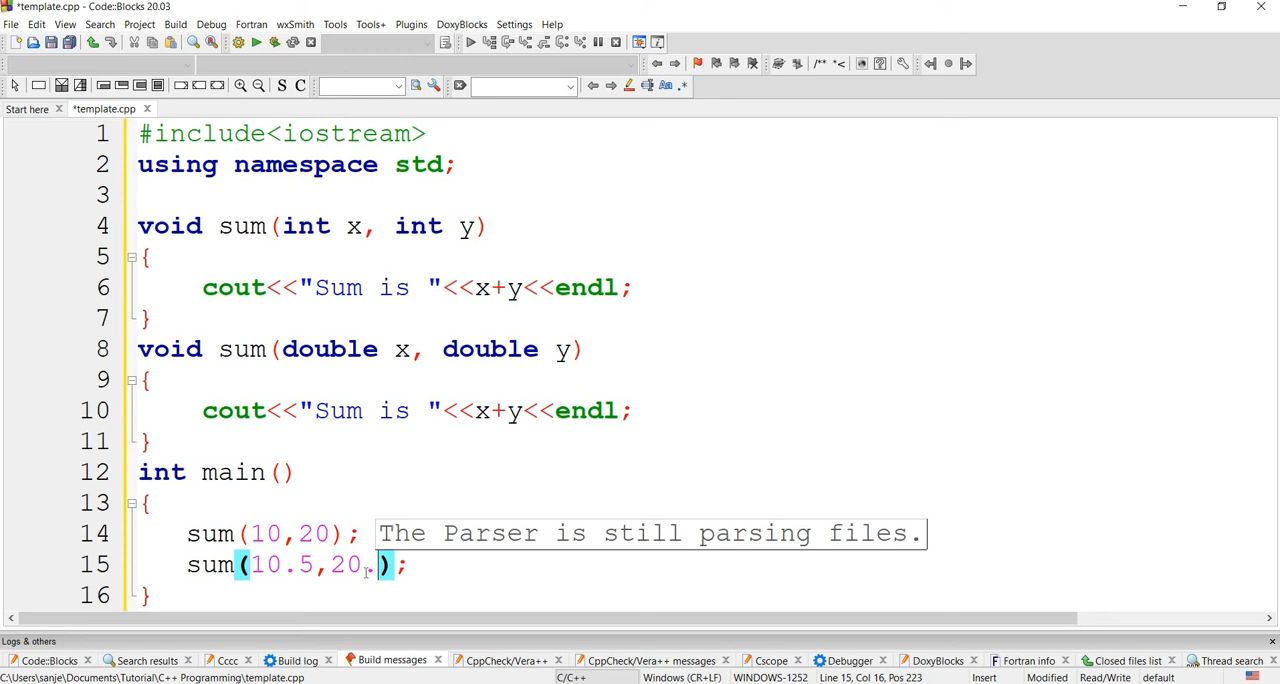 *template.cpp - Code::Blocks 20.03
File Edit View Search Project Build Debug Fortran wxSmith Tools Tools+ Plugins DoxyBlocks Settings Help
/** *<
S C Aa .*
Start here *template.cpp
1 #include<iostream>
2 using namespace std;
3
4 void sum(int x, int y)
5 {
6 cout<<"Sum is "<<x+y<<endl;
7 }
8 void sum(double x, double y)
9 {
10 cout<<"Sum is "<<x+y<<endl;
11 }
12 int main()
13 {
14 sum(10,20); The Parser is still parsing files.
15 sum(10.5,20.);
16 }
Logs & others
Code::Blocks Search results Cccc Build log Build messages CppCheck/Vera++ CppCheck/Vera++ messages Cscope Debugger DoxyBlocks Fortran info Closed files list Thread search
C:\Users\sanje\Documents\Tutorial\C++ Programming\template.cpp C/C++ Windows (CR+LF) WINDOWS-1252 Line 15, Col 16, Pos 223 Insert Modified Read/Write default